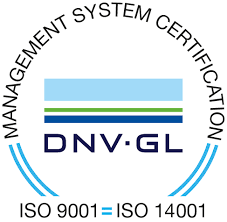 MANAGEMENT SYSTEM CERTIFICATION
DNV·GL
ISO 9001=ISO 14001